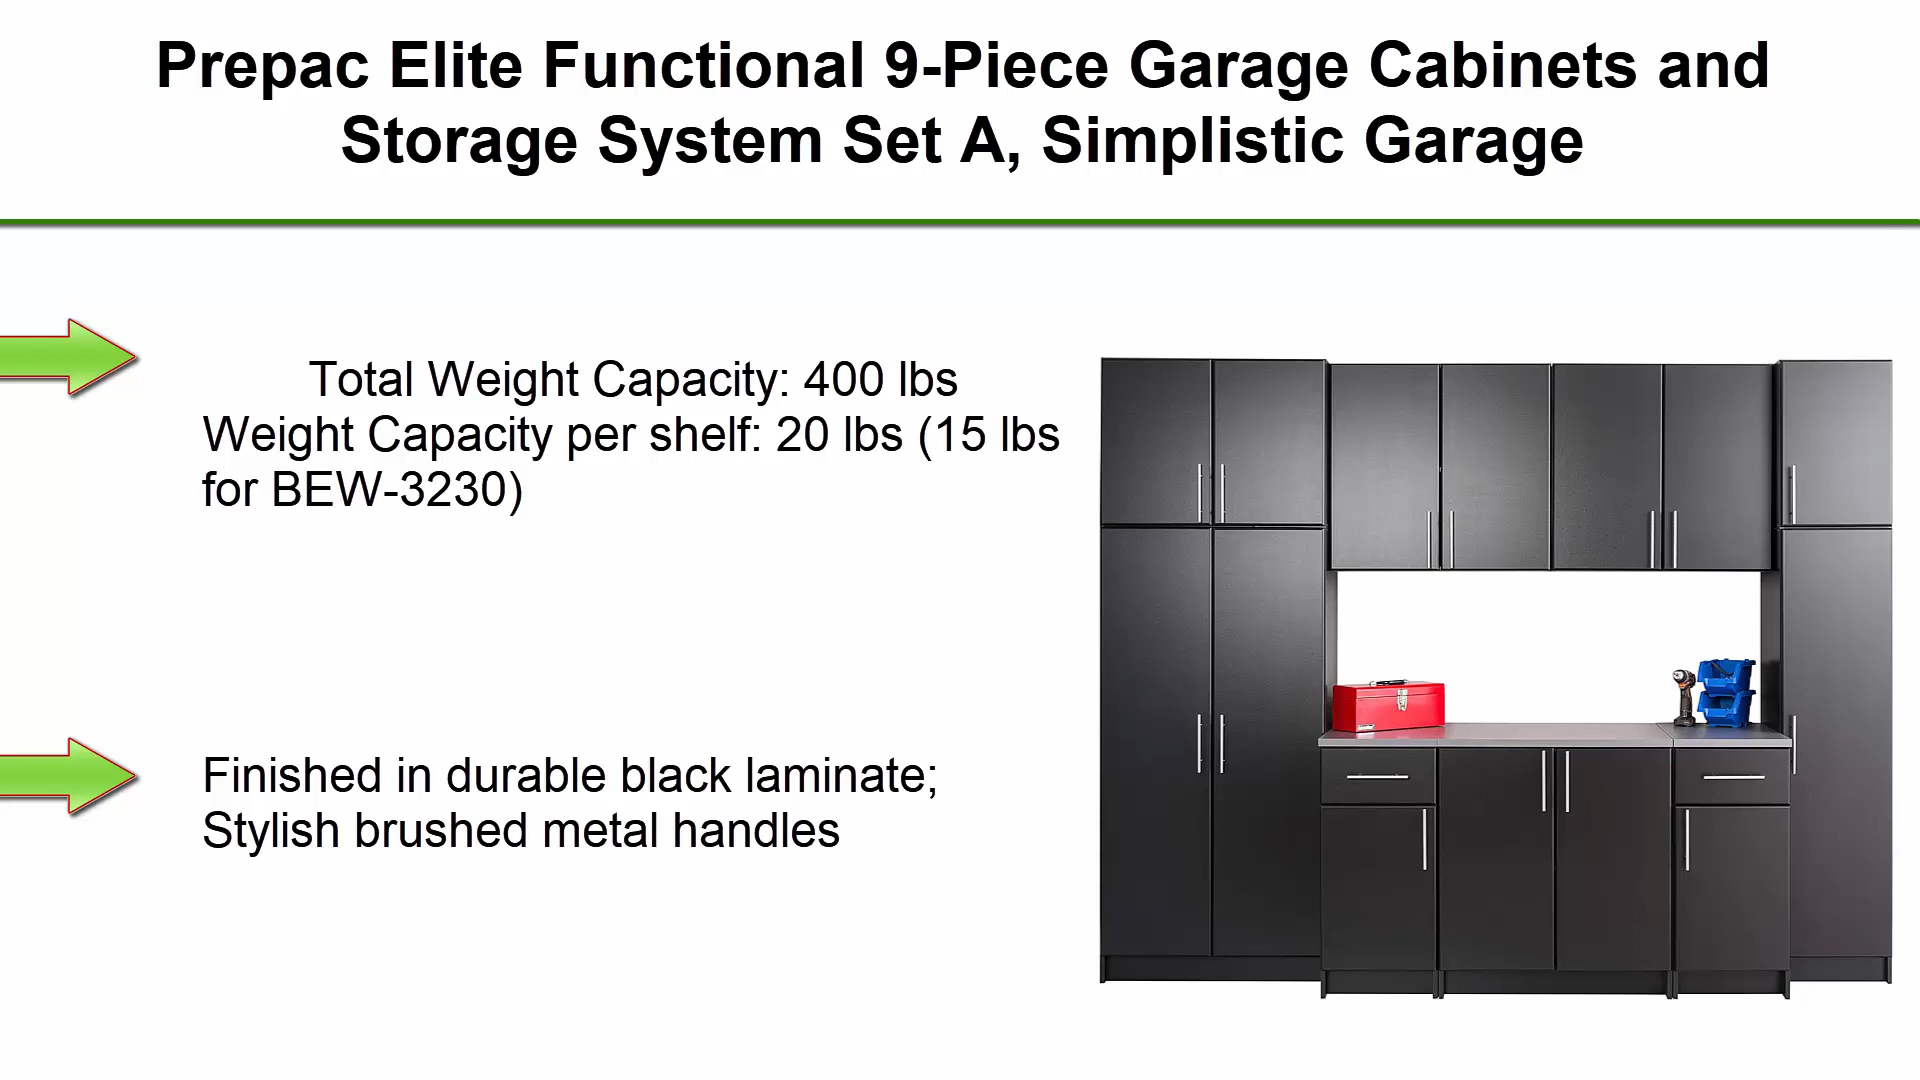 Prepac Elite Functional 9-Piece Garage Cabinets and
Storage System Set A, Simplistic Garage
Total Weight Capacity: 400 lbs
Weight Capacity per shelf: 20 lbs (15 lbs
for BEW-3230)
Finished in durable black laminate;
Stylish brushed metal handles